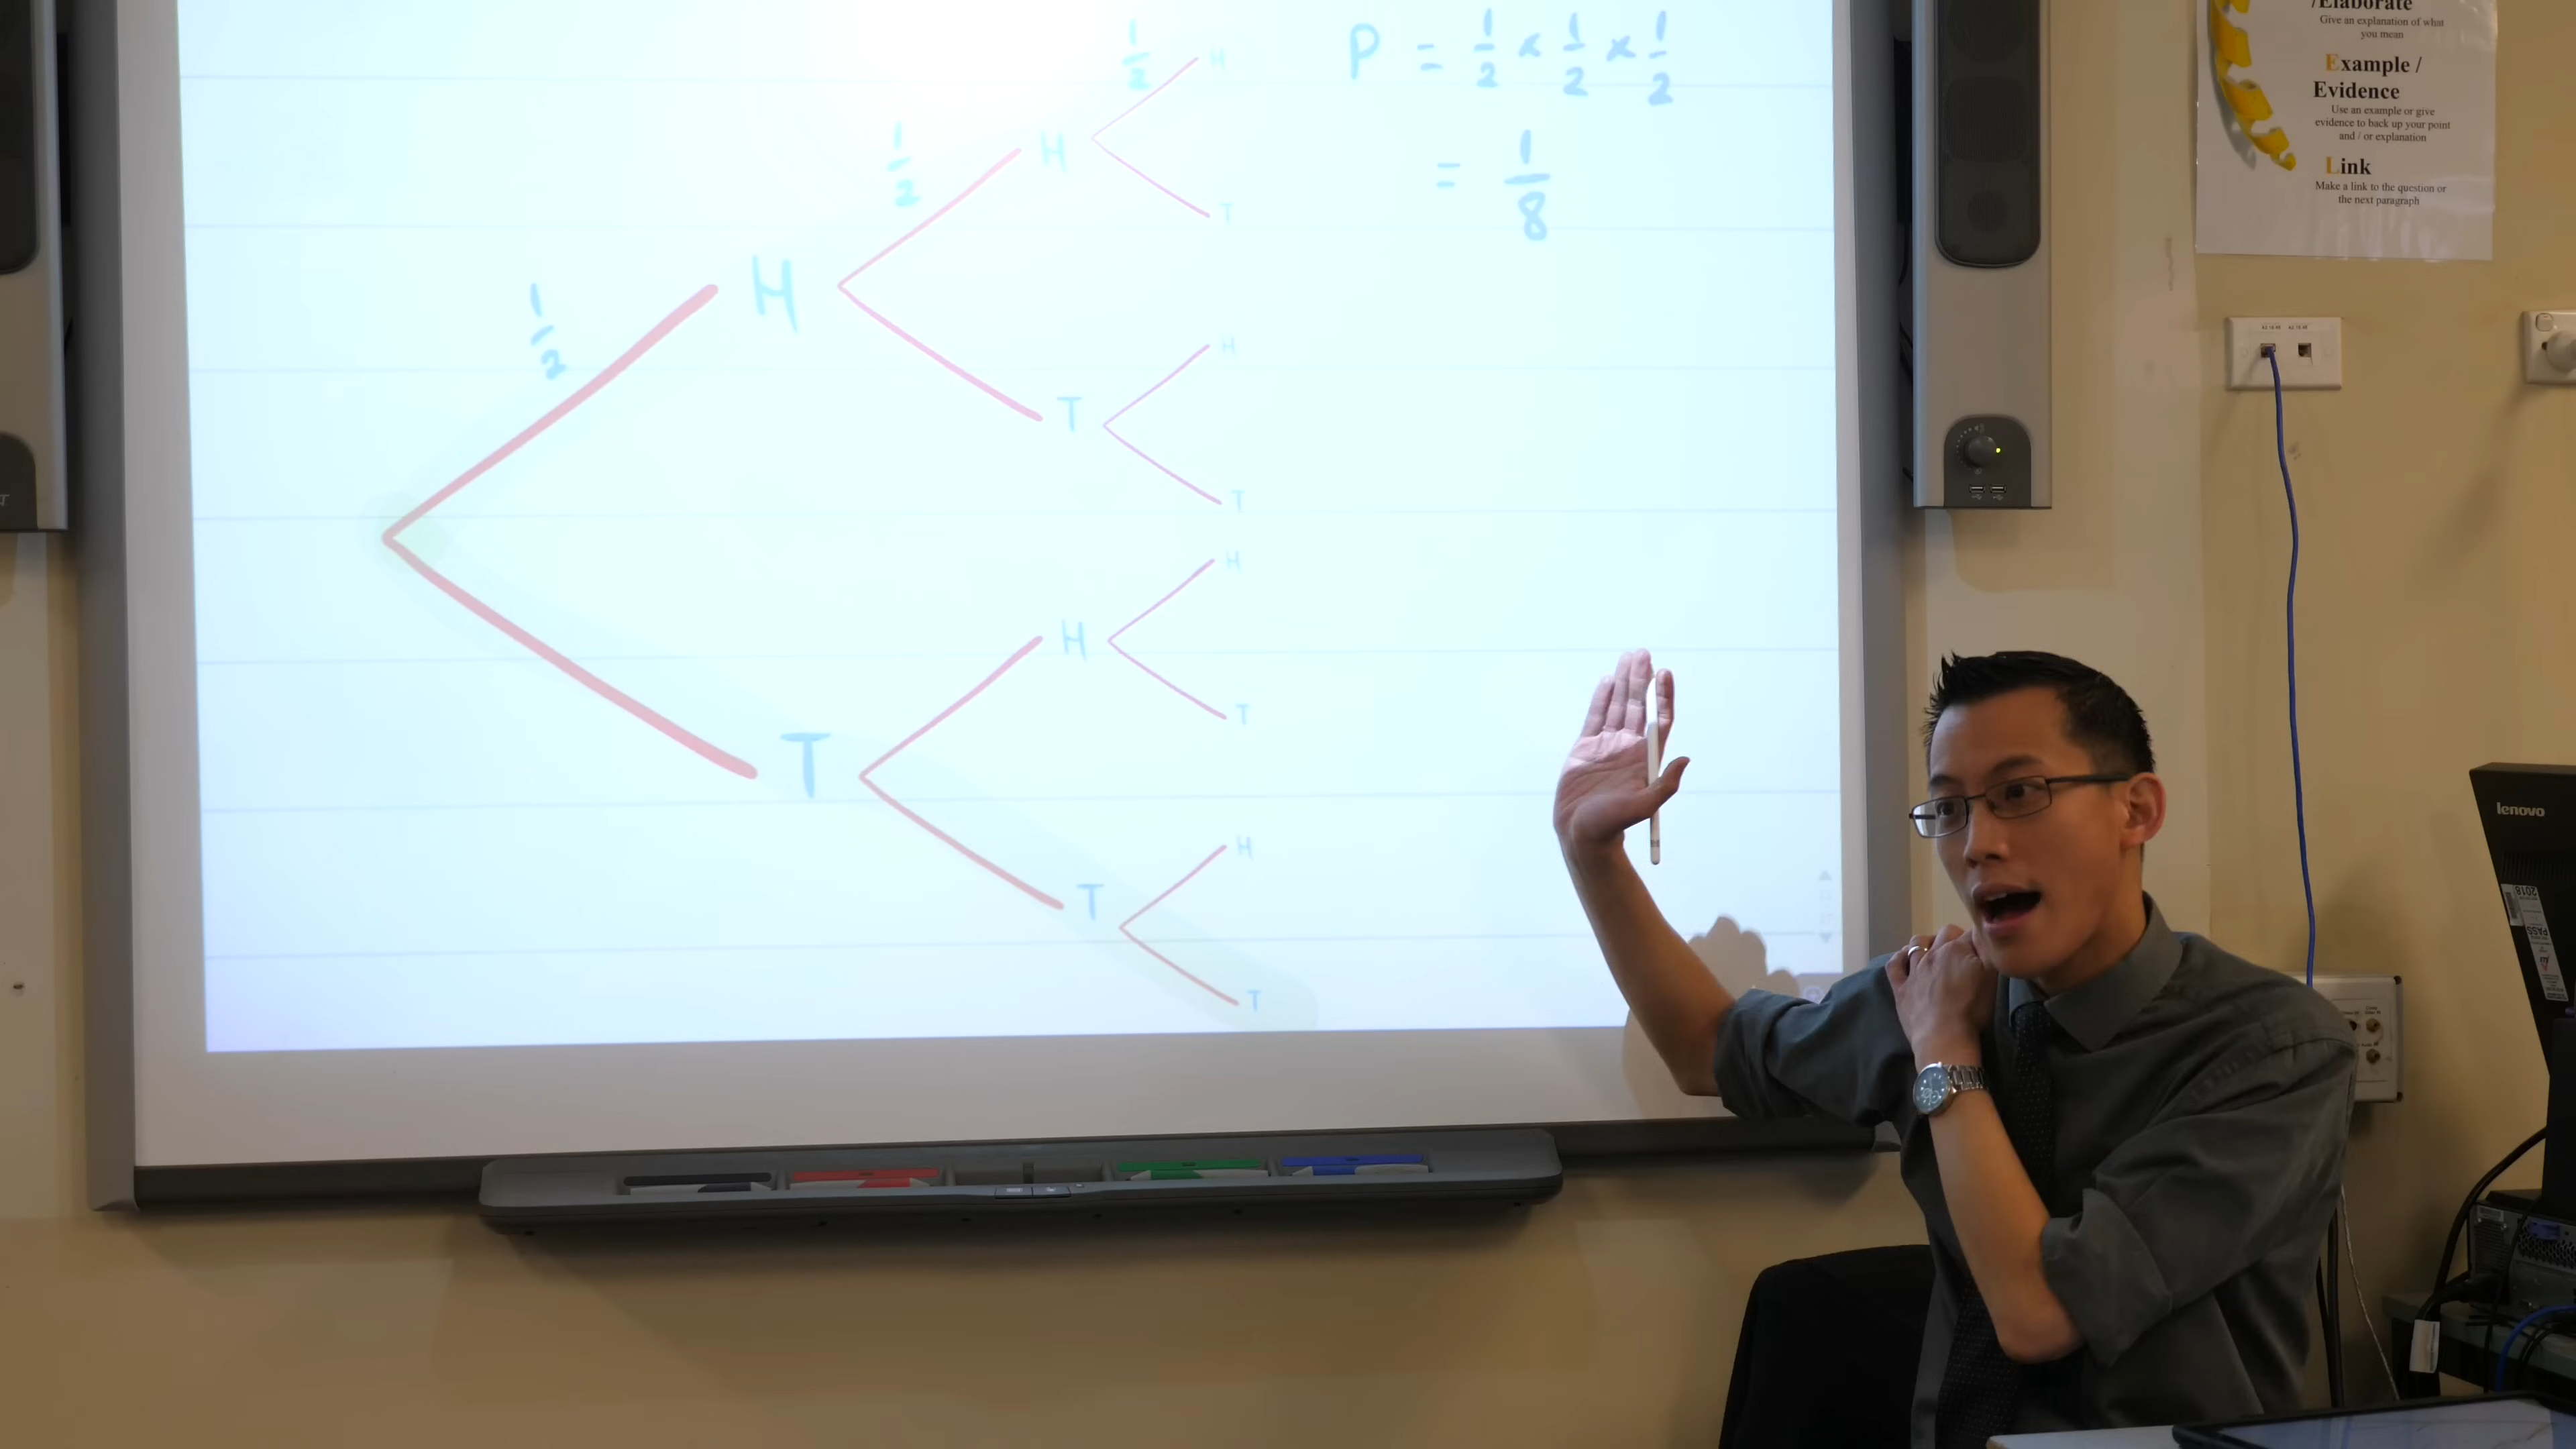 1/2
H
P = 1/2 × 1/2 × 1/2
1/2
H
T
= 1/8
1/2
H
H
T
T
H
H
T
T
H
T
T
/Elaborate
Give an explanation of what
you mean
Example /
Evidence
Use an example or give
evidence to back up your point
and / or explanation
Link
Make a link to the question or
the next paragraph
lenovo
2018
PASS